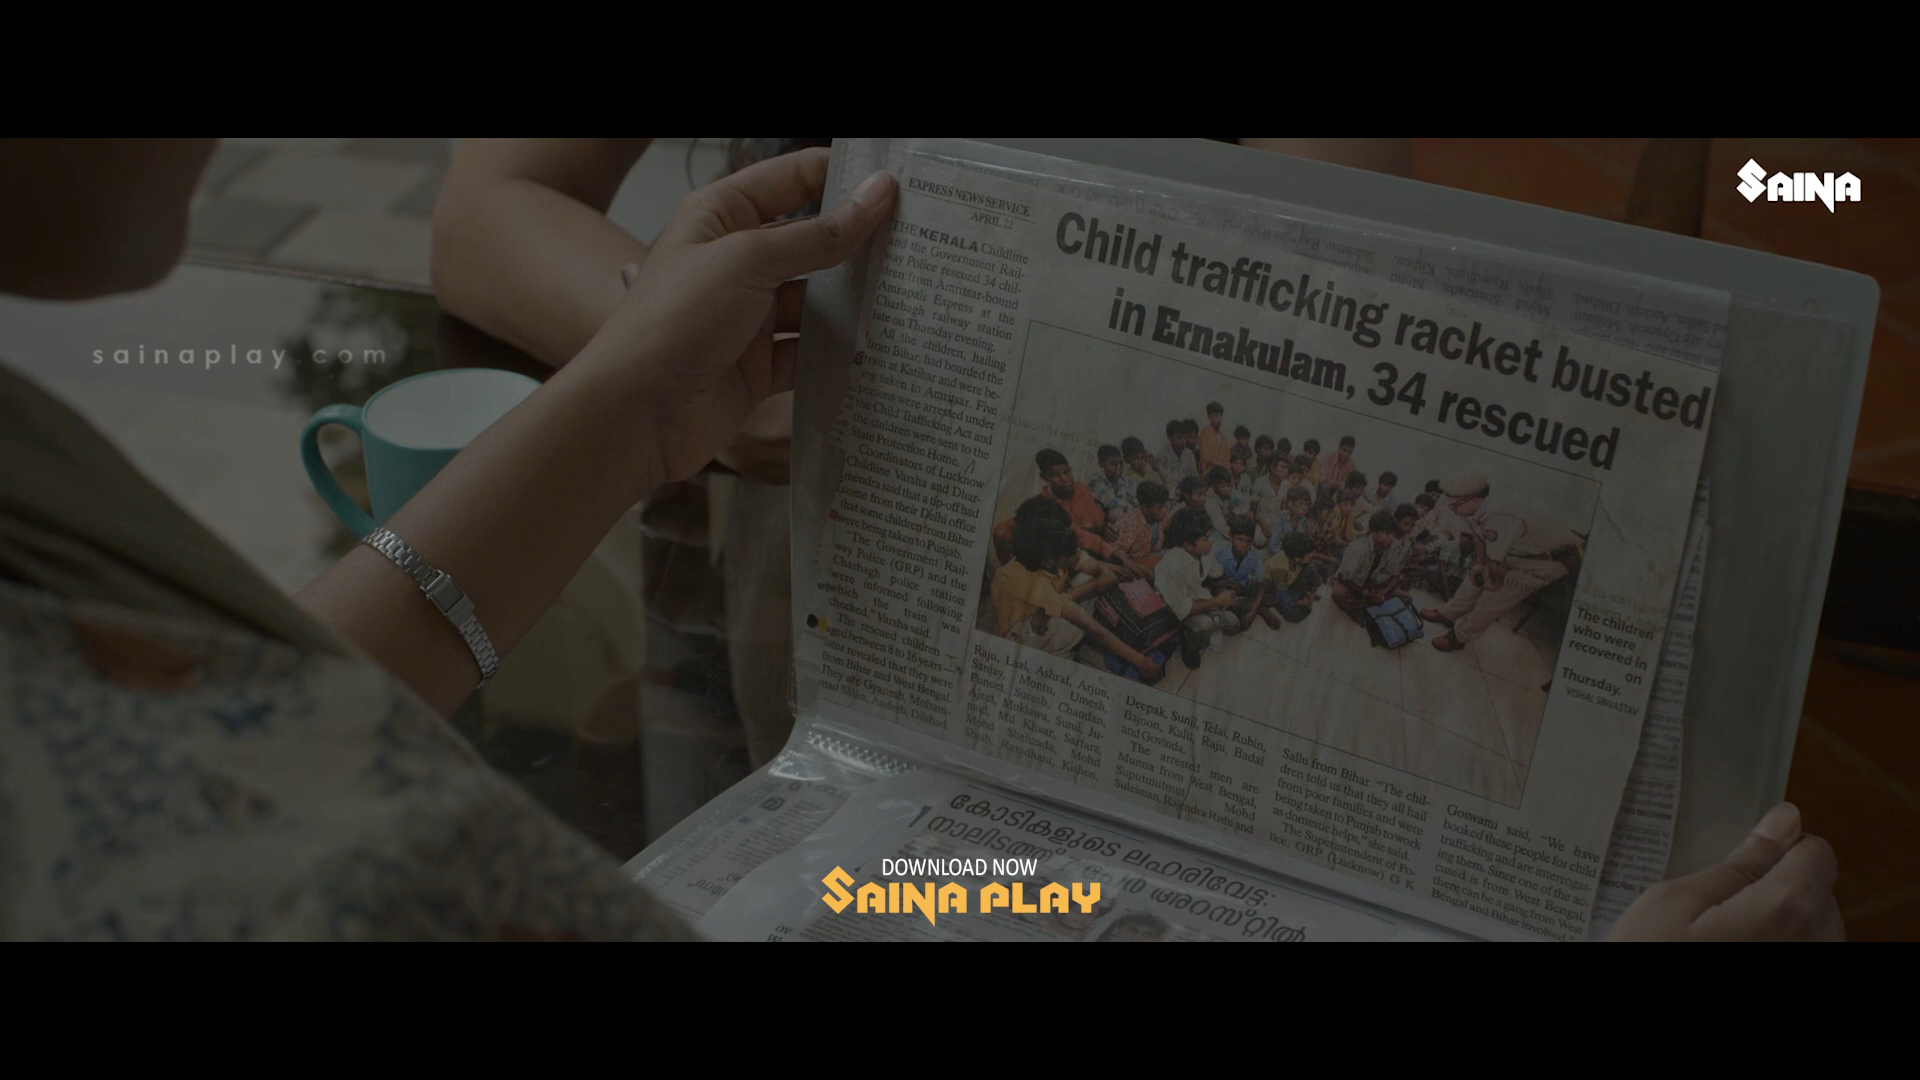 SAINA
sainaplay.com
EXPRESS NEWS SERVICE
APRIL 22
Child trafficking racket busted
in Ernakulam, 34 rescued
THE KERALA Childline
and the Government Rail-
way Police rescued 34 chil-
dren from Amritsar-bound
Amrapali Express at the
Charbagh railway station
late on Thursday evening.
All the children, hailing
from Bihar, had boarded the
train at Katihar and were be-
ing taken to Amritsar. Five
persons were arrested under
the Child Trafficking Act and
the children were sent to the
State Protection Home.
Coordinators of Lucknow
Childline Varsha and Dhar-
mendra said that a tip-off had
come from their Delhi office
that some children from Bihar
were being taken to Punjab.
"The Government Rail-
way Police (GRP) and the
Charbagh police station
were informed following
which the train was
checked," Varsha said.
The rescued children
aged between 8 to 16 years
later revealed that they were
from Bihar and West Bengal.
They are Gyanesh, Moham-
mad Salim, Aadesh, Dilshad
Raju, Laal, Ashraf, Arjun,
Sanjay, Montu, Umesh,
Puneet, Suresh, Chandan,
Ajeet, Muklawa, Sunil, Ju-
Md Khaar, Sarfarz,
Mohd Shehzada, Mohd
Ramdhani, Kishen,
Deepak, Sunil, Telai, Rubin,
Bajoon, Kalu, Raju, Badal
and Govinda.
The arrested men are
Munna from West Bengal,
Mohd
Suleiman, Rajendra Rishi and
Sallu from Bihar. "The chil-
dren told us that they all hail
from poor families and were
being taken to Punjab to work
as domestic helps," she said.
The Superintendent of Po-
lice, GRP (Lucknow) G K
Goswami said, "We have
booked these people for child
trafficking and are interrogat-
ing them. Since one of the ac-
cused is from West Bengal,
there can be a gang from West
Bengal and Bihar involved."
The children
who were
recovered in
on
Thursday.
VISHAL SRIVASTAV
കോടികളുടെ ലഹരിവേട്ട:
നാലിടത്ത് 7 പേർ അറസ്റ്റിൽ
DOWNLOAD NOW
SAINA PLAY